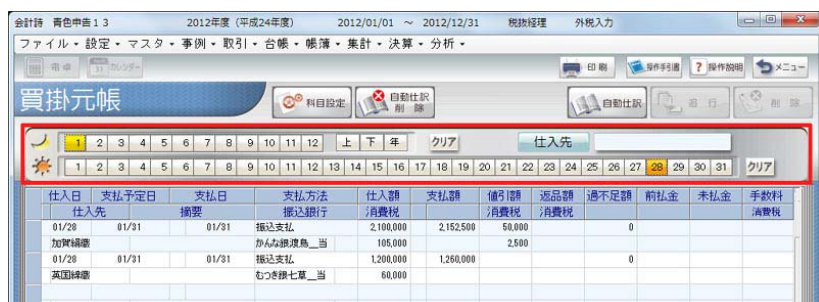 会計詩 青色申告13 2012年度（平成24年度） 2012/01/01 ～ 2012/12/31 税抜経理 外税入力
ファイル・設定・マスタ・事例・取引・台帳・帳簿・集計・決算・分析・
電卓 カレンダー 印刷 操作手引書 操作説明 メニュー
買掛元帳 科目設定 自動仕訳削除 自動仕訳 追行 削除
1 2 3 4 5 6 7 8 9 10 11 12 上 下 年 クリア 仕入先
1 2 3 4 5 6 7 8 9 10 11 12 13 14 15 16 17 18 19 20 21 22 23 24 25 26 27 28 29 30 31 クリア
仕入日 支払予定日 支払日 支払方法 仕入額 支払額 値引額 返品額 過不足額 前払金 未払金 手数料
仕入先 摘要 振込銀行 消費税 消費税 消費税 消費税
01/28 01/31 01/31 振込支払 2,100,000 2,152,500 50,000 0
加賀絹 かんな銀渡鳥__当 105,000 2,500
01/28 01/31 01/31 振込支払 1,200,000 1,260,000 0
英国 むつき銀七草__当 60,000